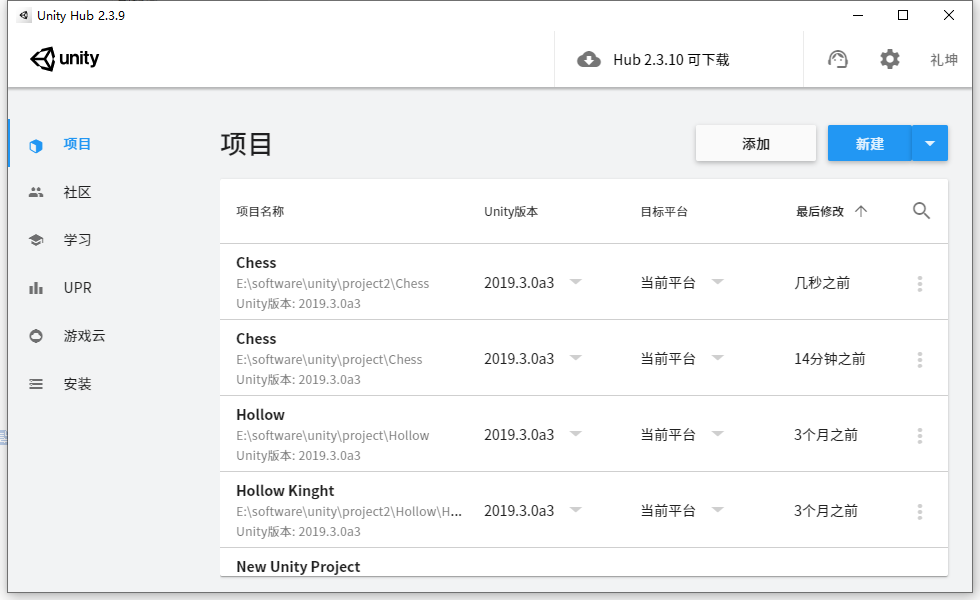 Unity Hub 2.3.9
unity
Hub 2.3.10 可下载
礼坤
项目
社区
学习
UPR
游戏云
安装
项目
添加
新建
项目名称 Unity版本 目标平台 最后修改
Chess
E:\software\unity\project2\Chess
Unity版本: 2019.3.0a3
2019.3.0a3 当前平台 几秒之前
Chess
E:\software\unity\project\Chess
Unity版本: 2019.3.0a3
2019.3.0a3 当前平台 14分钟之前
Hollow
E:\software\unity\project\Hollow
Unity版本: 2019.3.0a3
2019.3.0a3 当前平台 3个月之前
Hollow Kinght
E:\software\unity\project2\Hollow\H...
Unity版本: 2019.3.0a3
2019.3.0a3 当前平台 3个月之前
New Unity Project